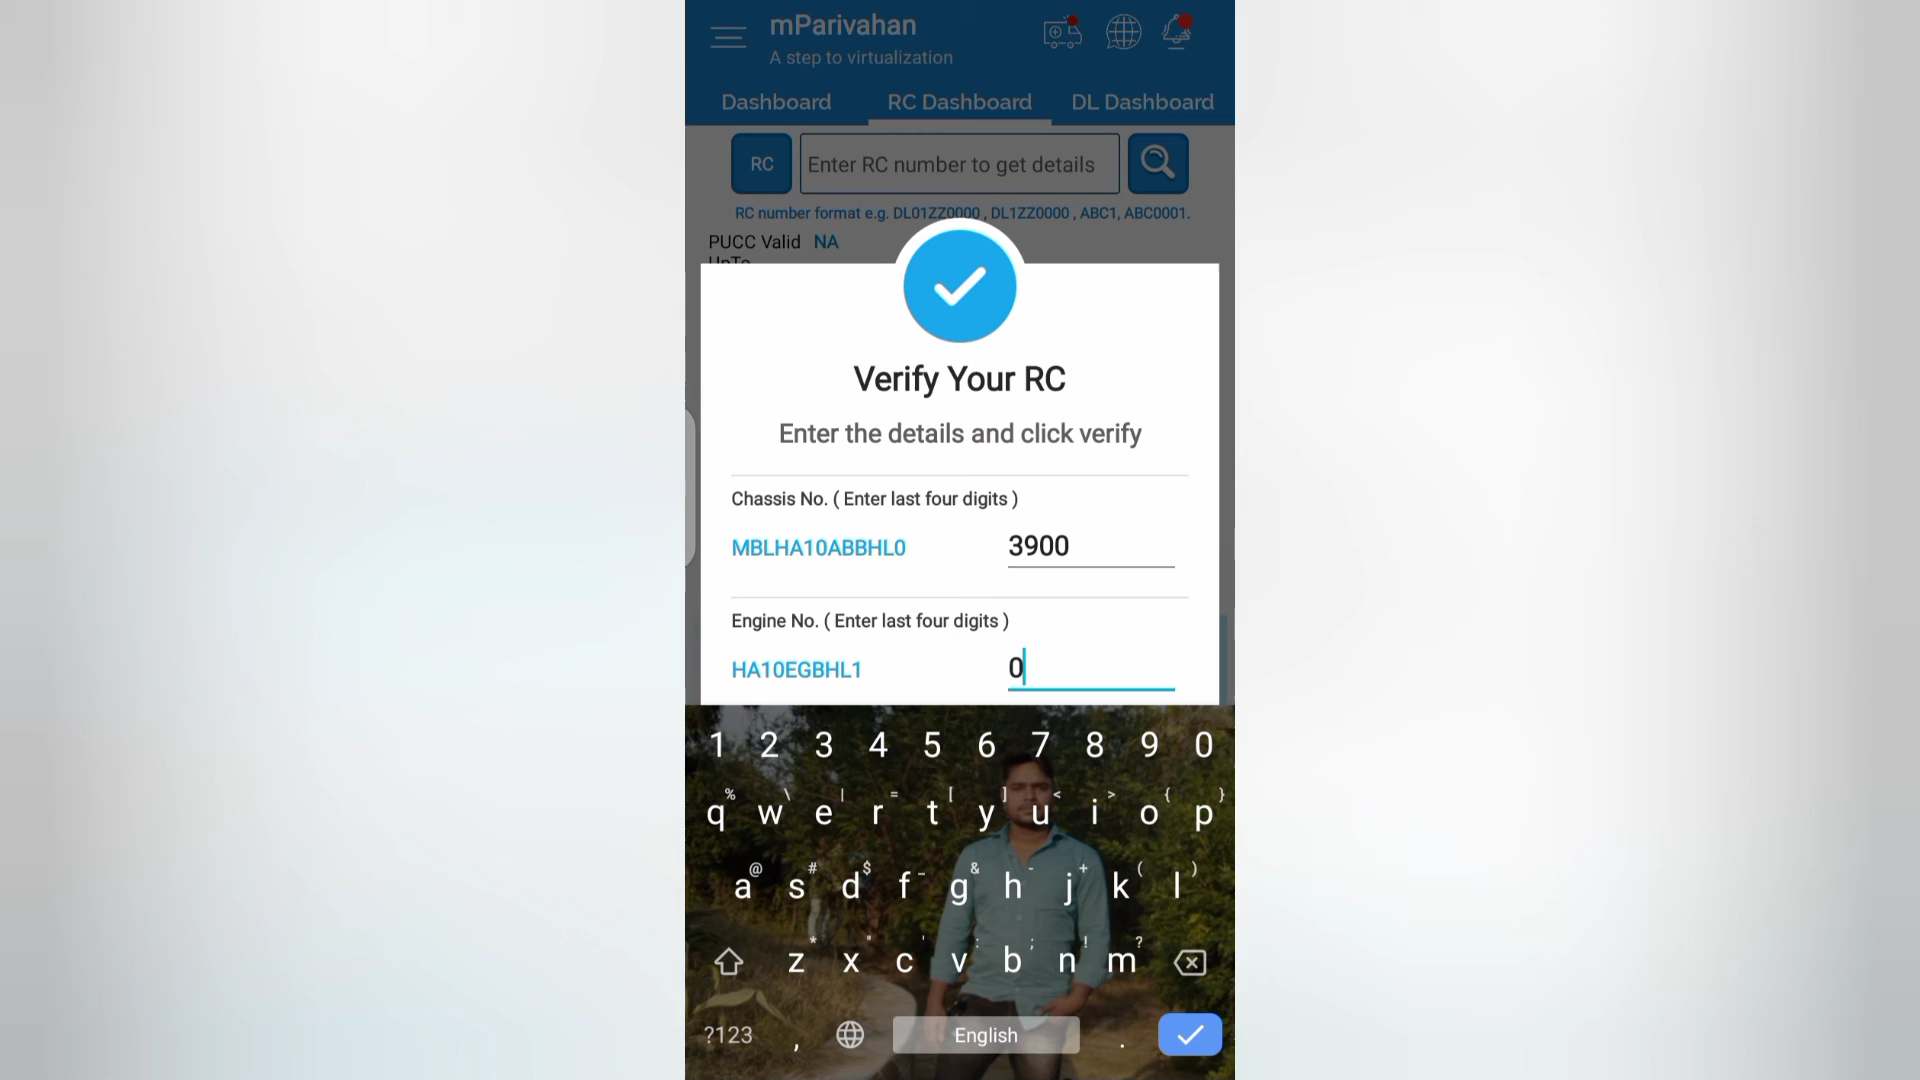 mParivahan
A step to virtualization
Dashboard RC Dashboard DL Dashboard
RC Enter RC number to get details
RC number format e.g. DL01ZZ0000 , DL1ZZ0000 , ABC1, ABC0001.
PUCC Valid NA
UpTo
Verify Your RC
Enter the details and click verify
Chassis No. ( Enter last four digits )
MBLHA10ABBHL0 3900
Engine No. ( Enter last four digits )
HA10EGBHL1 0
1 2 3 4 5 6 7 8 9 0
% \ | = [ ] < > { }
q w e r t y u i o p
@ # $ _ & - + ( )
a s d f g h j k l
* " ' : ; ! ?
z x c v b n m
?123 , English .